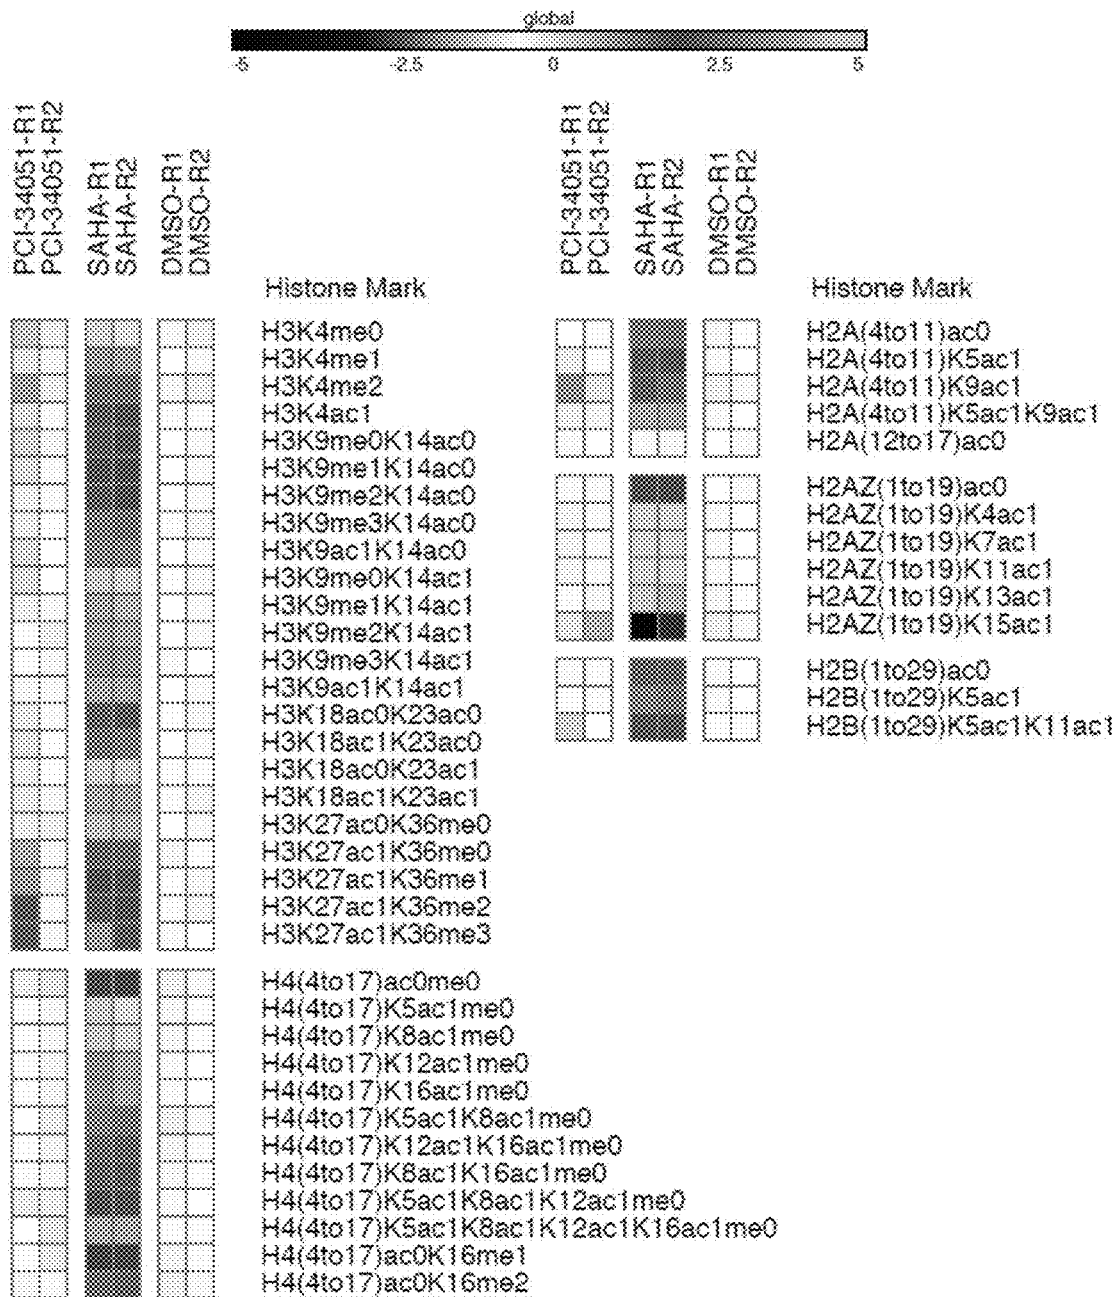 global
-5 -2.5 0 2.5 5
PCI-34051-R1
PCI-34051-R2
SAHA-R1
SAHA-R2
DMSO-R1
DMSO-R2
Histone Mark
H3K4me0
H3K4me1
H3K4me2
H3K4ac1
H3K9me0K14ac0
H3K9me1K14ac0
H3K9me2K14ac0
H3K9me3K14ac0
H3K9ac1K14ac0
H3K9me0K14ac1
H3K9me1K14ac1
H3K9me2K14ac1
H3K9me3K14ac1
H3K9ac1K14ac1
H3K18ac0K23ac0
H3K18ac1K23ac0
H3K18ac0K23ac1
H3K18ac1K23ac1
H3K27ac0K36me0
H3K27ac1K36me0
H3K27ac1K36me1
H3K27ac1K36me2
H3K27ac1K36me3
H4(4to17)ac0me0
H4(4to17)K5ac1me0
H4(4to17)K8ac1me0
H4(4to17)K12ac1me0
H4(4to17)K16ac1me0
H4(4to17)K5ac1K8ac1me0
H4(4to17)K12ac1K16ac1me0
H4(4to17)K8ac1K16ac1me0
H4(4to17)K5ac1K8ac1K12ac1me0
H4(4to17)K5ac1K8ac1K12ac1K16ac1me0
H4(4to17)ac0K16me1
H4(4to17)ac0K16me2
PCI-34051-R1
PCI-34051-R2
SAHA-R1
SAHA-R2
DMSO-R1
DMSO-R2
Histone Mark
H2A(4to11)ac0
H2A(4to11)K5ac1
H2A(4to11)K9ac1
H2A(4to11)K5ac1K9ac1
H2A(12to17)ac0
H2AZ(1to19)ac0
H2AZ(1to19)K4ac1
H2AZ(1to19)K7ac1
H2AZ(1to19)K11ac1
H2AZ(1to19)K13ac1
H2AZ(1to19)K15ac1
H2B(1to29)ac0
H2B(1to29)K5ac1
H2B(1to29)K5ac1K11ac1